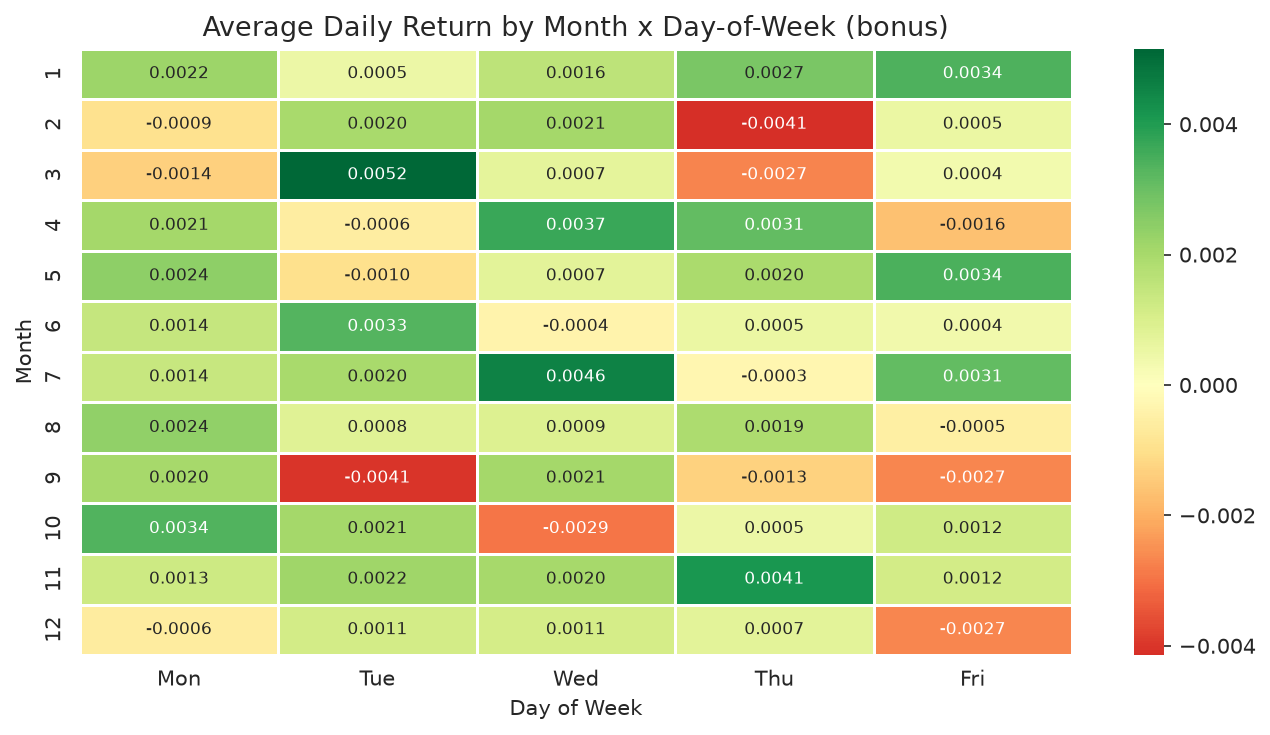 Average Daily Return by Month x Day-of-Week (bonus)
1 0.0022 0.0005 0.0016 0.0027 0.0034
2 -0.0009 0.0020 0.0021 -0.0041 0.0005
3 -0.0014 0.0052 0.0007 -0.0027 0.0004
4 0.0021 -0.0006 0.0037 0.0031 -0.0016
5 0.0024 -0.0010 0.0007 0.0020 0.0034
6 0.0014 0.0033 -0.0004 0.0005 0.0004
7 0.0014 0.0020 0.0046 -0.0003 0.0031
8 0.0024 0.0008 0.0009 0.0019 -0.0005
9 0.0020 -0.0041 0.0021 -0.0013 -0.0027
10 0.0034 0.0021 -0.0029 0.0005 0.0012
11 0.0013 0.0022 0.0020 0.0041 0.0012
12 -0.0006 0.0011 0.0011 0.0007 -0.0027
Mon Tue Wed Thu Fri
Day of Week
Month
0.004
0.002
0.000
−0.002
−0.004